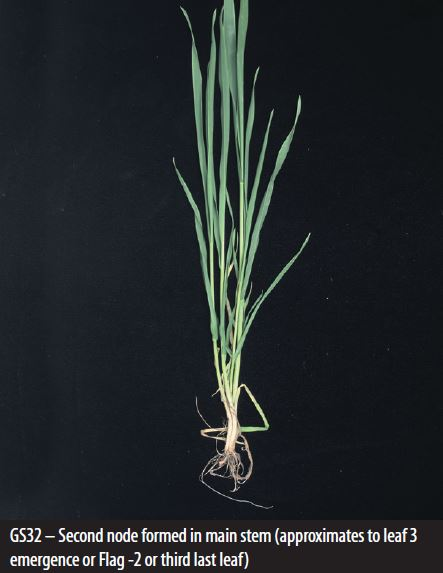 GS32 – Second node formed in main stem (approximates to leaf 3
emergence or Flag -2 or third last leaf)